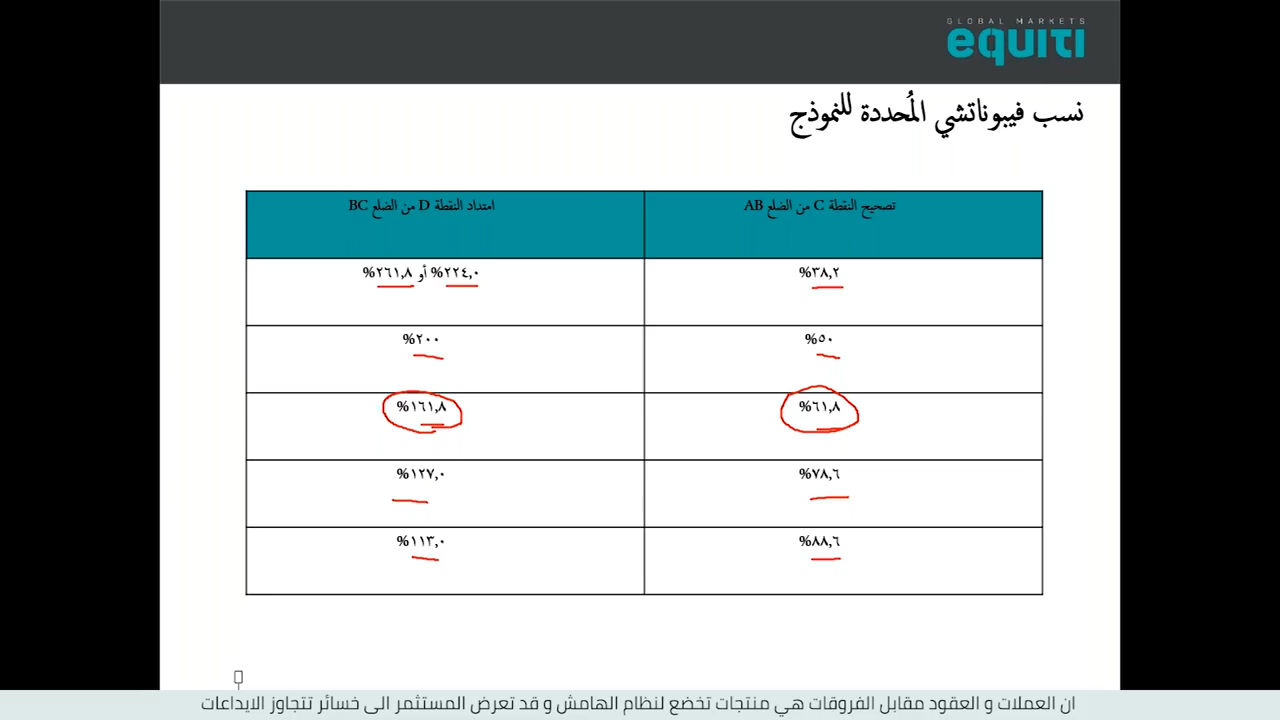 GLOBAL MARKETS
equiti
نسب فيبوناتشي المُحددة للنموذج
تصحيح النقطة C من الضلع AB
امتداد النقطة D من الضلع BC
%٣٨,٢
%٢٢٤,٠ أو %٢٦١,٨
%٥٠
%٢٠٠
%٦١,٨
%١٦١,٨
%٧٨,٦
%١٢٧,٠
%٨٨,٦
%١١٣,٠
ان العملات و العقود مقابل الفروقات هي منتجات تخضع لنظام الهامش و قد تعرض المستثمر الى خسائر تتجاوز الايداعات